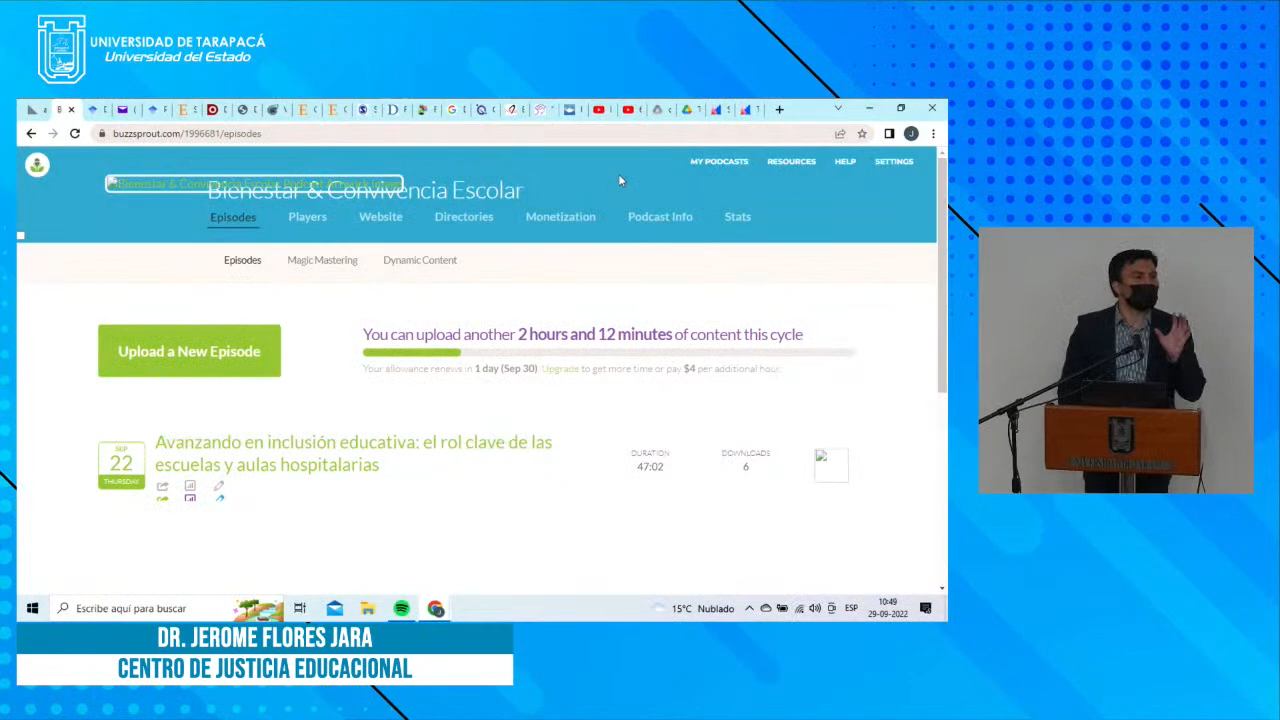 UNIVERSIDAD DE TARAPACÁ
Universidad del Estado
buzzsprout.com/1996681/episodes
MY PODCASTS RESOURCES HELP SETTINGS
Bienestar & Convivencia Escolar
Episodes Players Website Directories Monetization Podcast Info Stats
Episodes Magic Mastering Dynamic Content
Upload a New Episode
You can upload another 2 hours and 12 minutes of content this cycle
Your allowance renews in 1 day (Sep 30). Upgrade to get more time or pay $4 per additional hour.
SEP
22
THURSDAY
Avanzando en inclusión educativa: el rol clave de las
escuelas y aulas hospitalarias
DURATION
47:02
DOWNLOADS
6
Escribe aquí para buscar
15°C Nublado
ESP
10:49
29-09-2022
DR. JEROME FLORES JARA
CENTRO DE JUSTICIA EDUCACIONAL